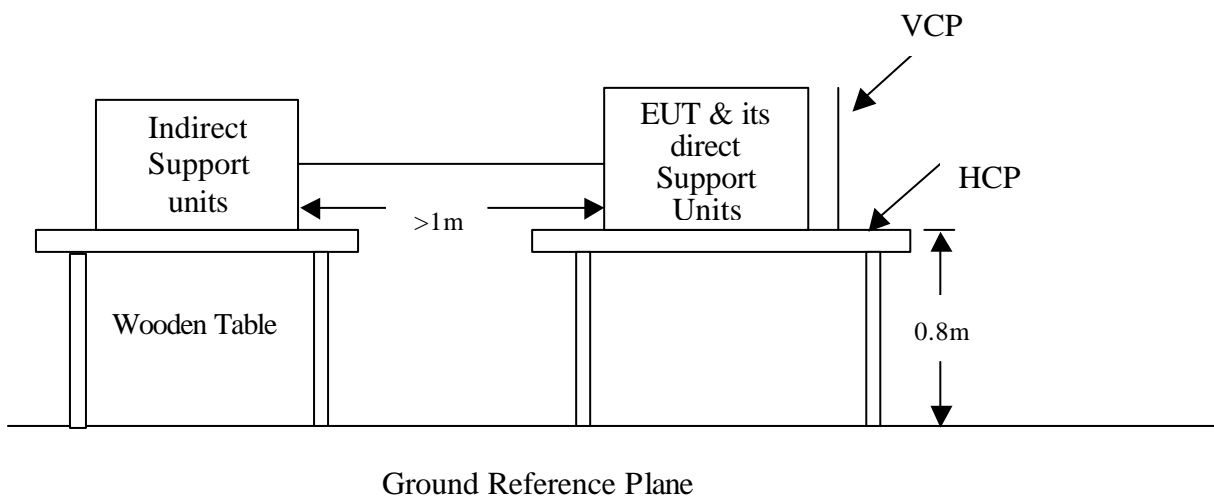 VCP
Indirect
Support
units
EUT & its
direct
Support
Units
HCP
>1m
Wooden Table
0.8m
Ground Reference Plane